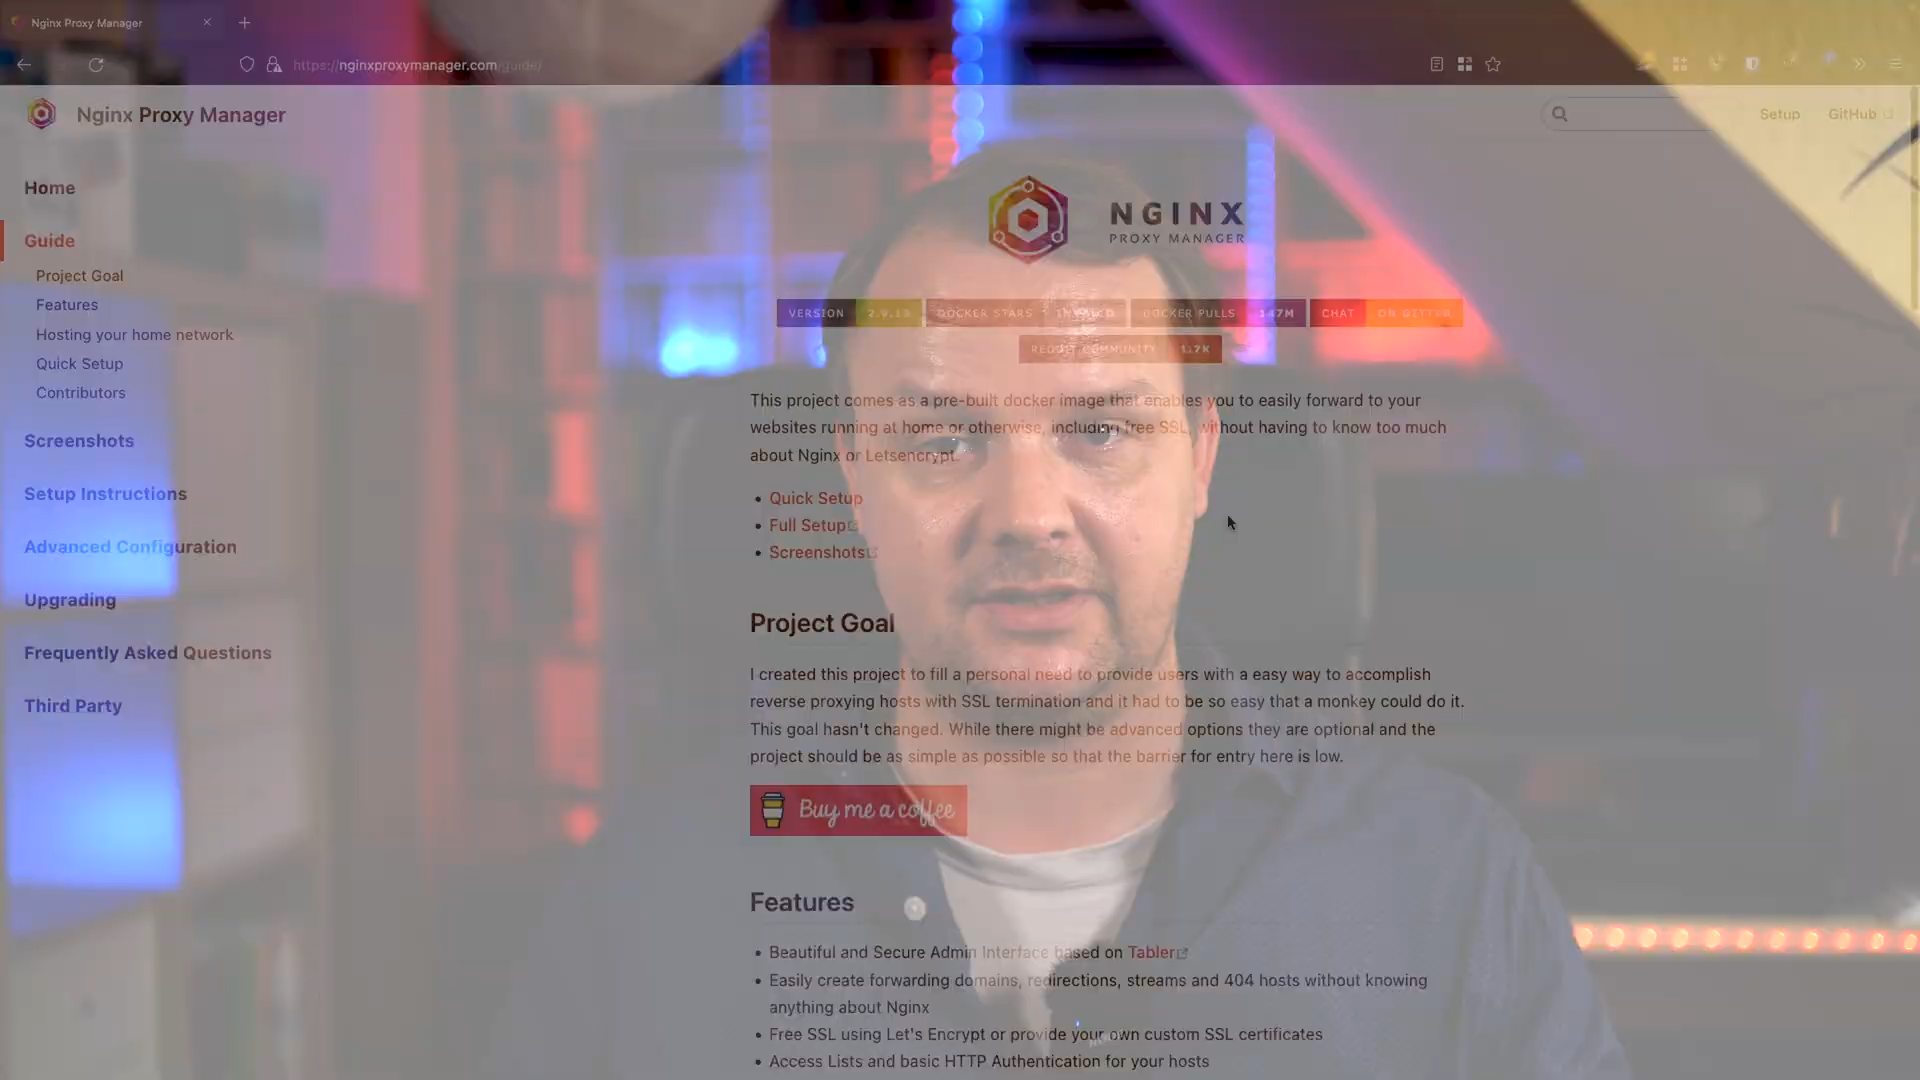 Nginx Proxy Manager
https://nginxproxymanager.com/guide/
Nginx Proxy Manager
Setup
GitHub
Home
Guide
Project Goal
Features
Hosting your home network
Quick Setup
Contributors
Screenshots
Setup Instructions
Advanced Configuration
Upgrading
Frequently Asked Questions
Third Party
NGINX
PROXY MANAGER
VERSION DOCKER STARS INVALID DOCKER PULLS 147M CHAT ON GITTER
REDDIT COMMUNITY
This project comes as a pre-built docker image that enables you to easily forward to your
websites running at home or otherwise, including free SSL, without having to know too much
about Nginx or Letsencrypt.
• Quick Setup
• Full Setup
• Screenshots
Project Goal
I created this project to fill a personal need to provide users with a easy way to accomplish
reverse proxying hosts with SSL termination and it had to be so easy that a monkey could do it.
This goal hasn't changed. While there might be advanced options they are optional and the
project should be as simple as possible so that the barrier for entry here is low.
Buy me a coffee
Features
• Beautiful and Secure Admin Interface based on Tabler
• Easily create forwarding domains, redirections, streams and 404 hosts without knowing
anything about Nginx
• Free SSL using Let's Encrypt or provide your own custom SSL certificates
• Access Lists and basic HTTP Authentication for your hosts